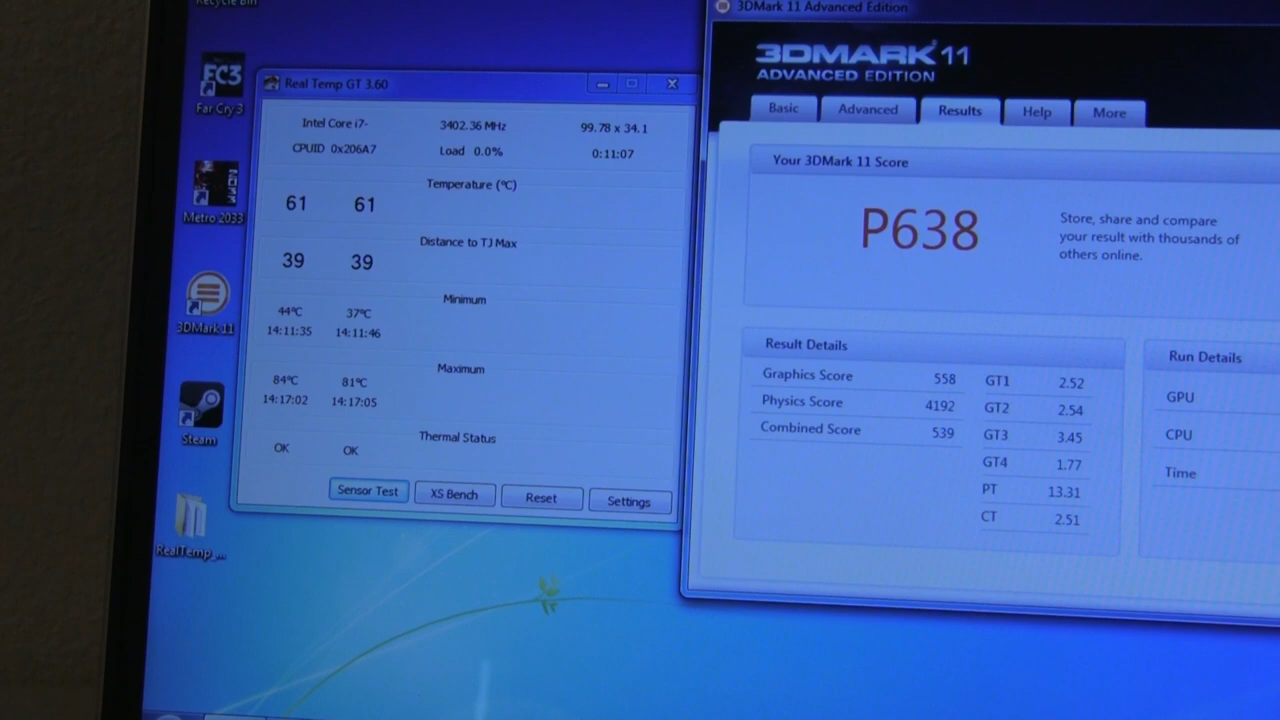 Recycle Bin
FC3
Far Cry 3
Metro 2033
3DMark 11
Steam
RealTemp_...
Real Temp GT 3.60
Intel Core i7- 3402.36 MHz 99.78 x 34.1
CPUID 0x206A7 Load 0.0% 0:11:07
Temperature (°C)
61 61
Distance to TJ Max
39 39
Minimum
44°C 37°C
14:11:35 14:11:46
Maximum
84°C 81°C
14:17:02 14:17:05
Thermal Status
OK OK
Sensor Test XS Bench Reset Settings
3DMark 11 Advanced Edition
3DMARK 11
ADVANCED EDITION
Basic Advanced Results Help More
Your 3DMark 11 Score
P638
Store, share and compare
your result with thousands of
others online.
Result Details
Graphics Score 558
Physics Score 4192
Combined Score 539
GT1 2.52
GT2 2.54
GT3 3.45
GT4 1.77
PT 13.31
CT 2.51
Run Details
GPU
CPU
Time